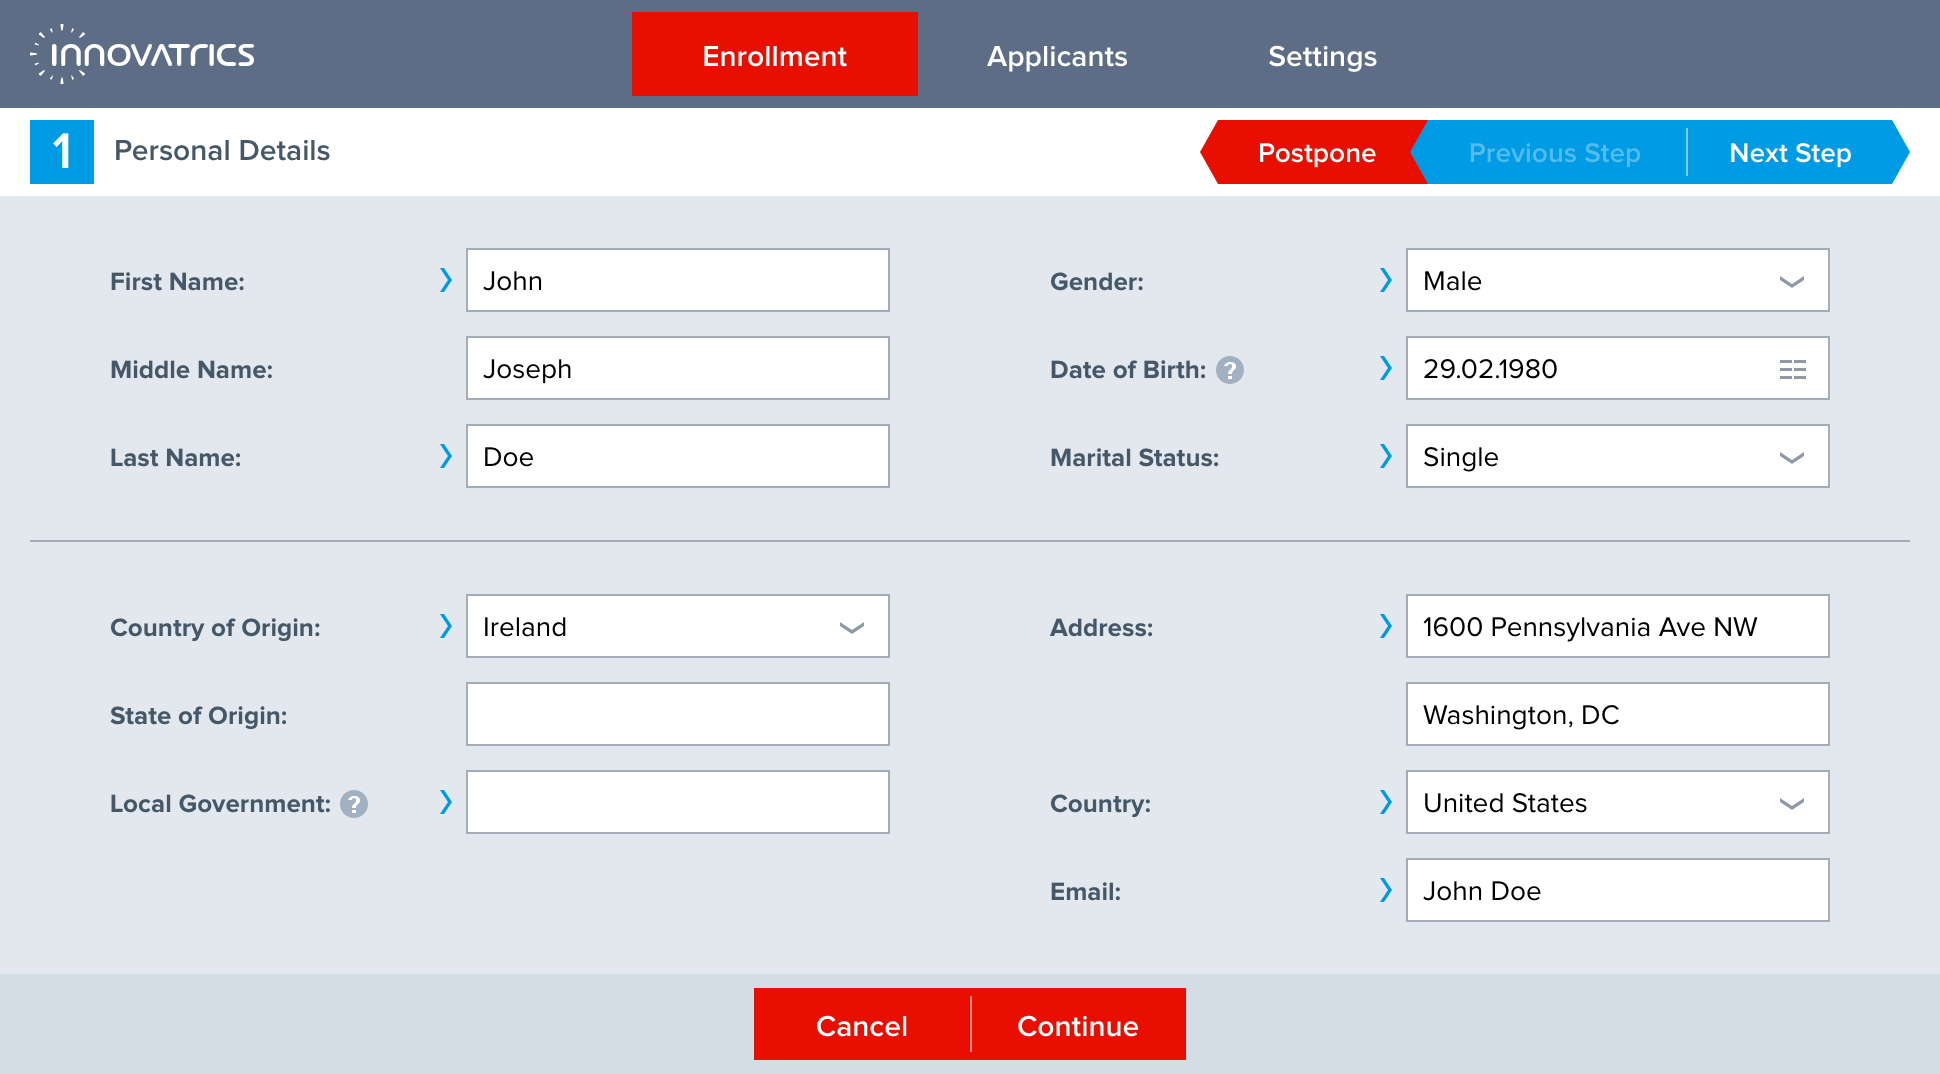 INNOVATRICS
Enrollment
Applicants
Settings
1
Personal Details
Postpone
Previous Step
Next Step
First Name:
John
Middle Name:
Joseph
Last Name:
Doe
Gender:
Male
Date of Birth: ?
29.02.1980
Marital Status:
Single
Country of Origin:
Ireland
State of Origin:
Local Government: ?
Address:
1600 Pennsylvania Ave NW
Washington, DC
Country:
United States
Email:
John Doe
Cancel
Continue